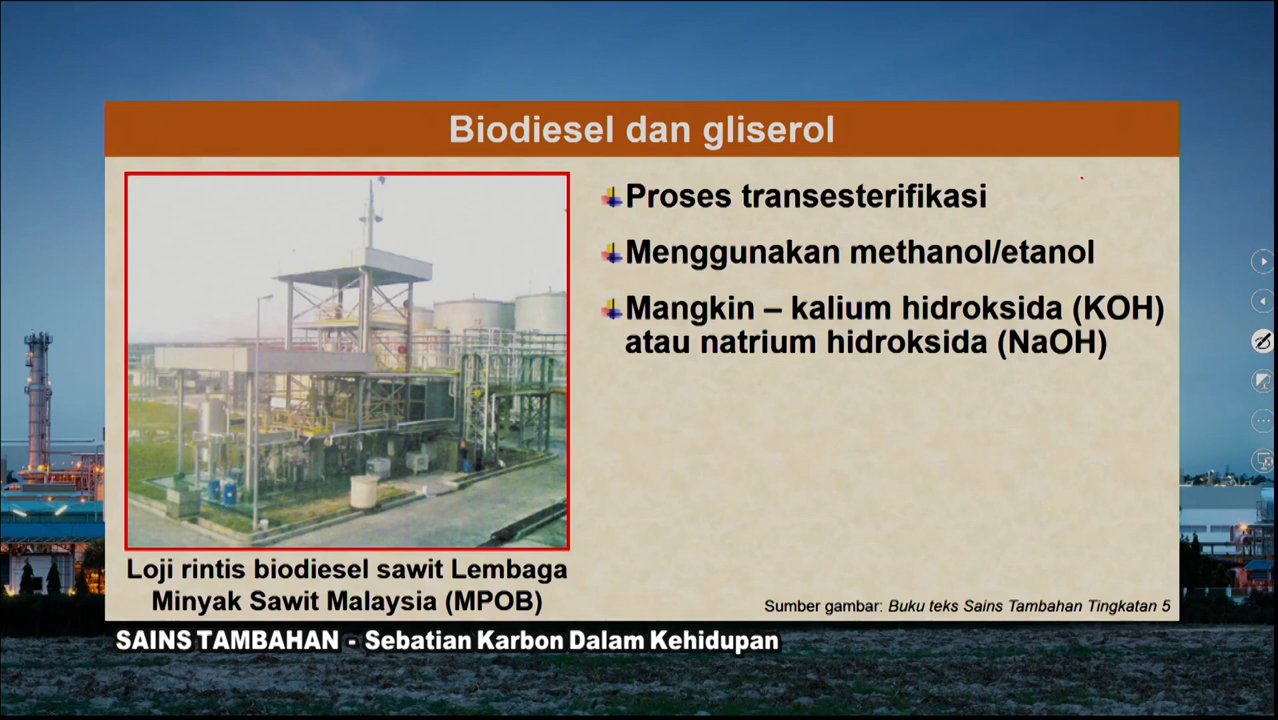 Biodiesel dan gliserol
Proses transesterifikasi
Menggunakan methanol/etanol
Mangkin – kalium hidroksida (KOH)
atau natrium hidroksida (NaOH)
Loji rintis biodiesel sawit Lembaga
Minyak Sawit Malaysia (MPOB)
Sumber gambar: Buku teks Sains Tambahan Tingkatan 5
SAINS TAMBAHAN - Sebatian Karbon Dalam Kehidupan